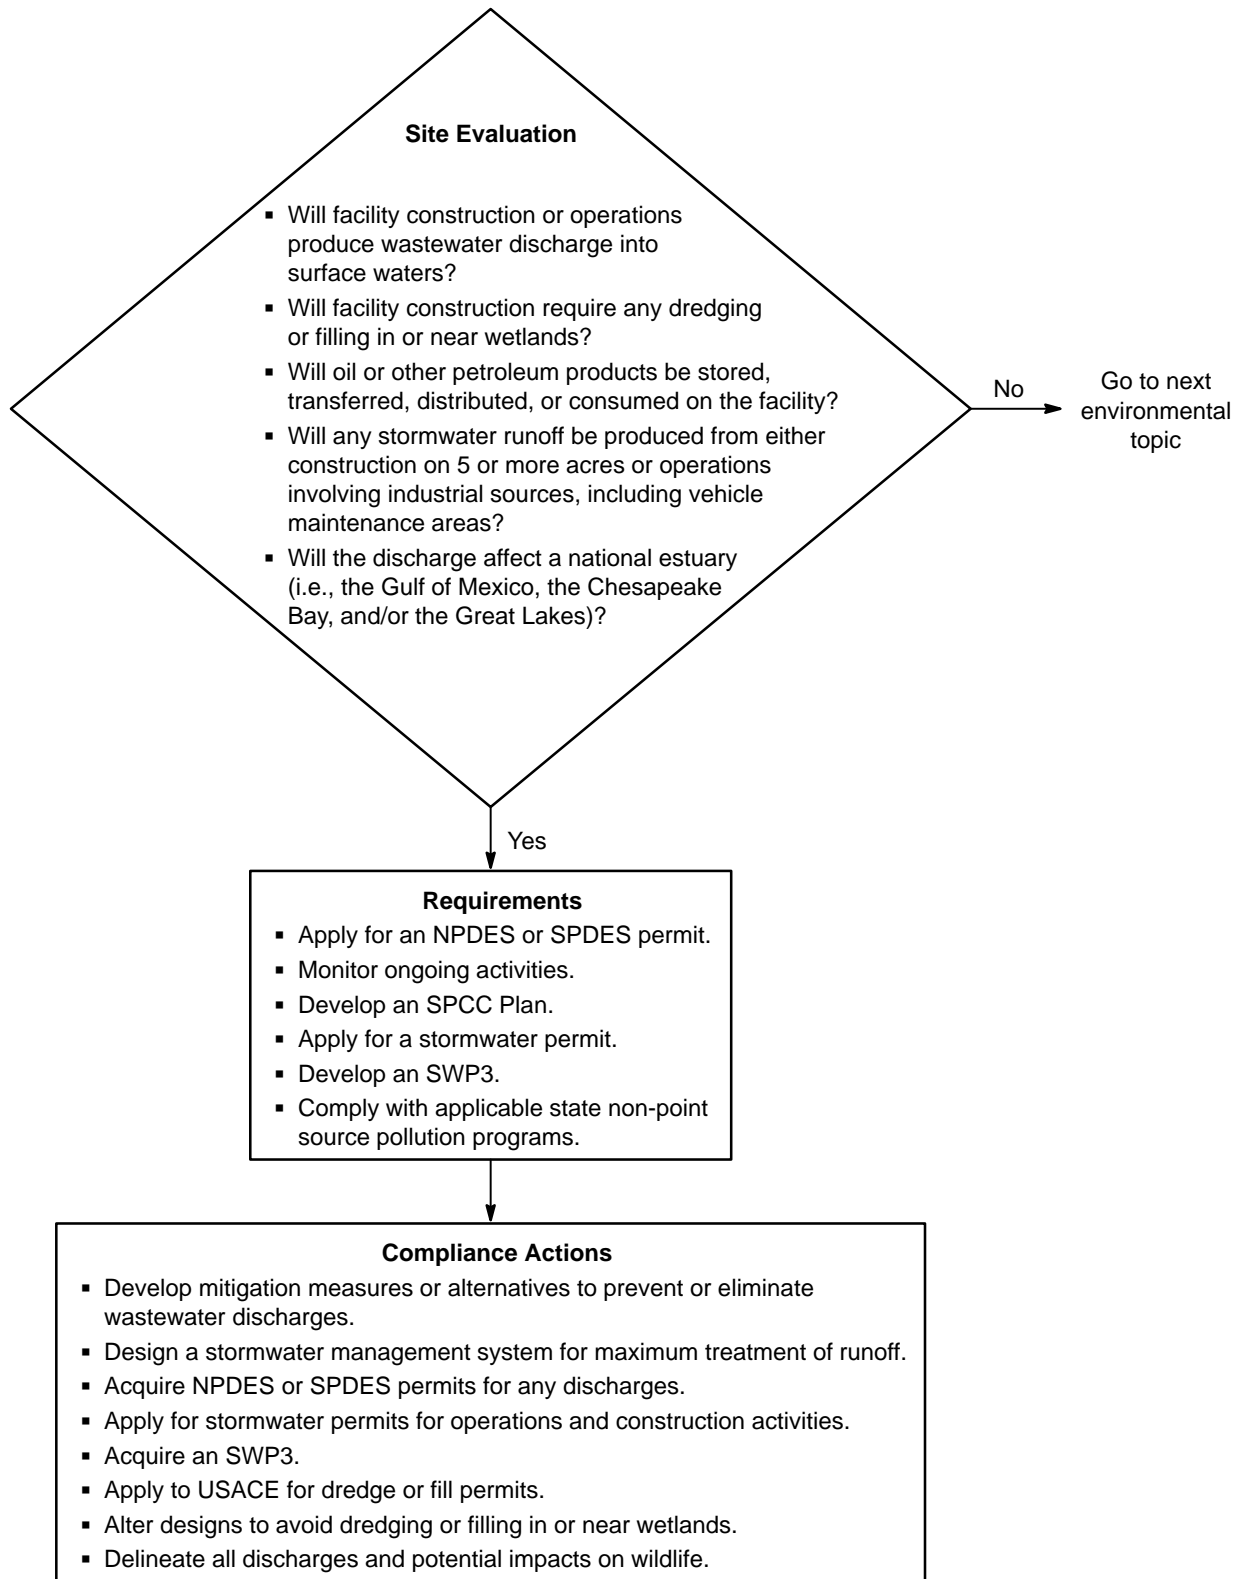 Site Evaluation
▪ Will facility construction or operations
produce wastewater discharge into
surface waters?
▪ Will facility construction require any dredging
or filling in or near wetlands?
▪ Will oil or other petroleum products be stored,
transferred, distributed, or consumed on the facility?
▪ Will any stormwater runoff be produced from either
construction on 5 or more acres or operations
involving industrial sources, including vehicle
maintenance areas?
▪ Will the discharge affect a national estuary
(i.e., the Gulf of Mexico, the Chesapeake
Bay, and/or the Great Lakes)?
No
Go to next
environmental
topic
Yes
Requirements
▪ Apply for an NPDES or SPDES permit.
▪ Monitor ongoing activities.
▪ Develop an SPCC Plan.
▪ Apply for a stormwater permit.
▪ Develop an SWP3.
▪ Comply with applicable state non-point
source pollution programs.
Compliance Actions
▪ Develop mitigation measures or alternatives to prevent or eliminate
wastewater discharges.
▪ Design a stormwater management system for maximum treatment of runoff.
▪ Acquire NPDES or SPDES permits for any discharges.
▪ Apply for stormwater permits for operations and construction activities.
▪ Acquire an SWP3.
▪ Apply to USACE for dredge or fill permits.
▪ Alter designs to avoid dredging or filling in or near wetlands.
▪ Delineate all discharges and potential impacts on wildlife.